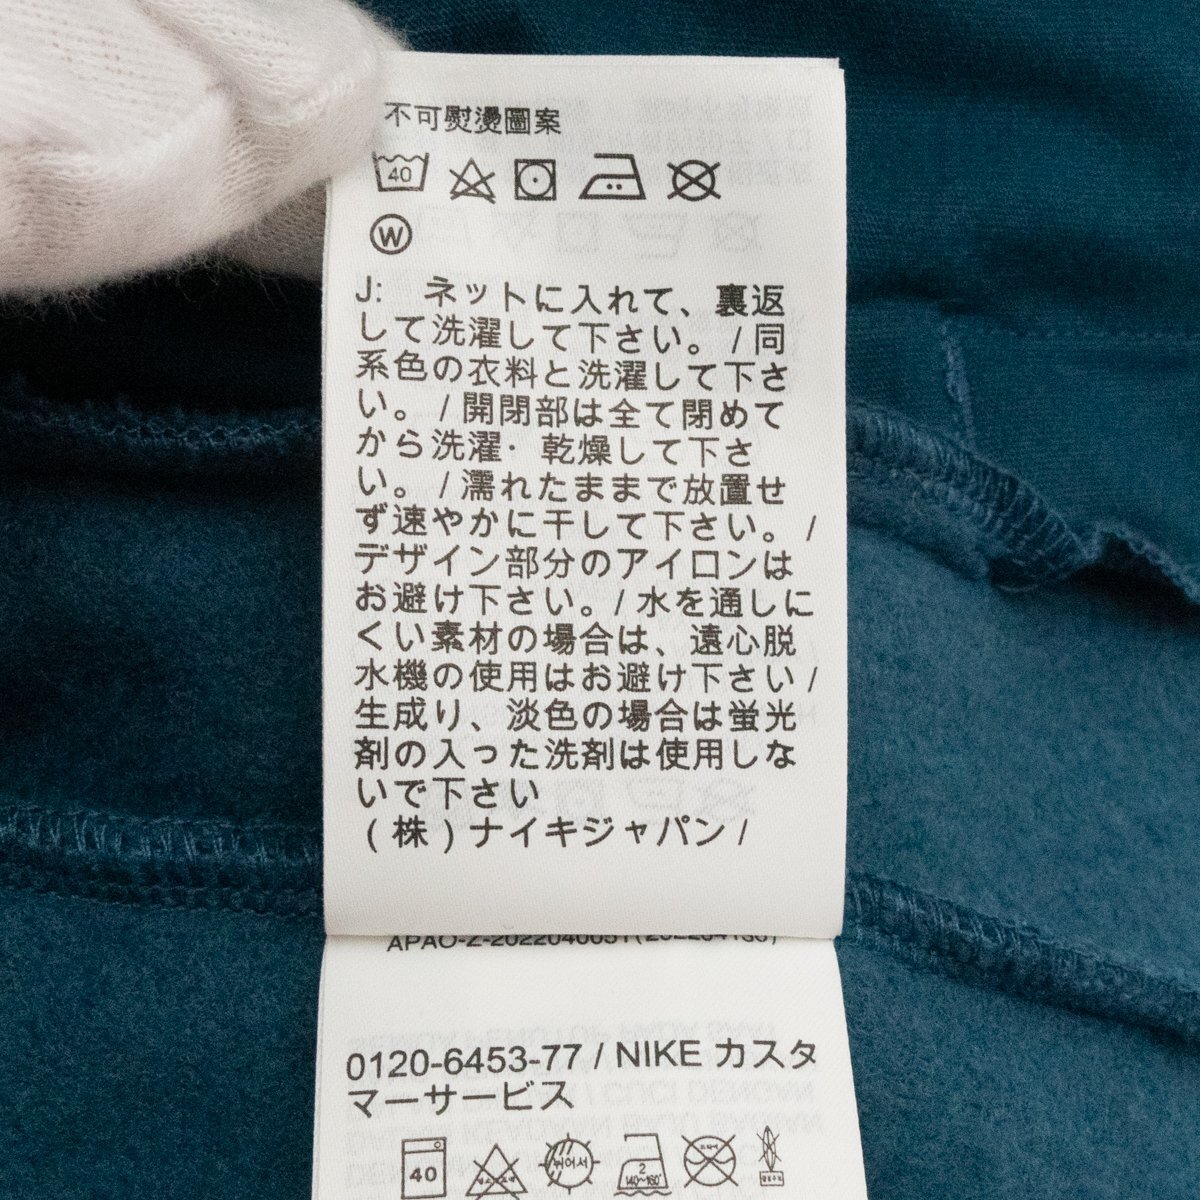 不可熨燙圖案
40
W
J: ネットに入れて、裏返
して洗濯して下さい。/同
系色の衣料と洗濯して下さ
い。/開閉部は全て閉めて
から洗濯・乾燥して下さ
い。/濡れたままで放置せ
ず速やかに干して下さい。/
デザイン部分のアイロンは
お避け下さい。/水を通しに
くい素材の場合は、遠心脱
水機の使用はお避け下さい/
生成り、淡色の場合は蛍光
剤の入った洗剤は使用しな
いで下さい
(株)ナイキジャパン/
0120-6453-77 / NIKE カスタ
マーサービス
40 뉘어서 2 140~160°